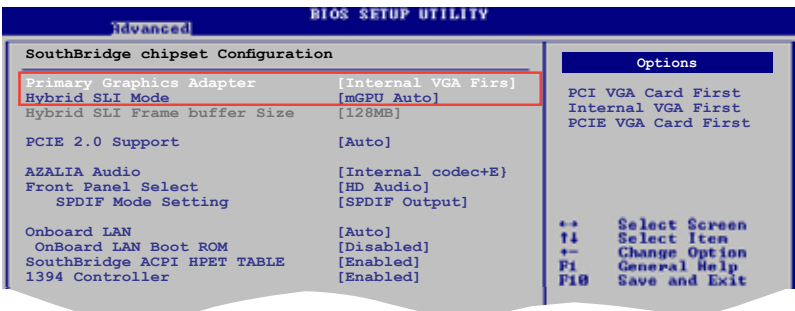 BIOS SETUP UTILITY
Advanced
SouthBridge chipset Configuration
Primary Graphics Adapter [Internal VGA Firs]
Hybrid SLI Mode [mGPU Auto]
Hybrid SLI Frame buffer Size [128MB]
PCIE 2.0 Support [Auto]
AZALIA Audio [Internal codec+E}
Front Panel Select [HD Audio]
SPDIF Mode Setting [SPDIF Output]
Onboard LAN [Auto]
OnBoard LAN Boot ROM [Disabled]
SouthBridge ACPI HPET TABLE [Enabled]
1394 Controller [Enabled]
Options
PCI VGA Card First
Internal VGA First
PCIE VGA Card First
↔ Select Screen
↑↓ Select Item
+- Change Option
F1 General Help
F10 Save and Exit